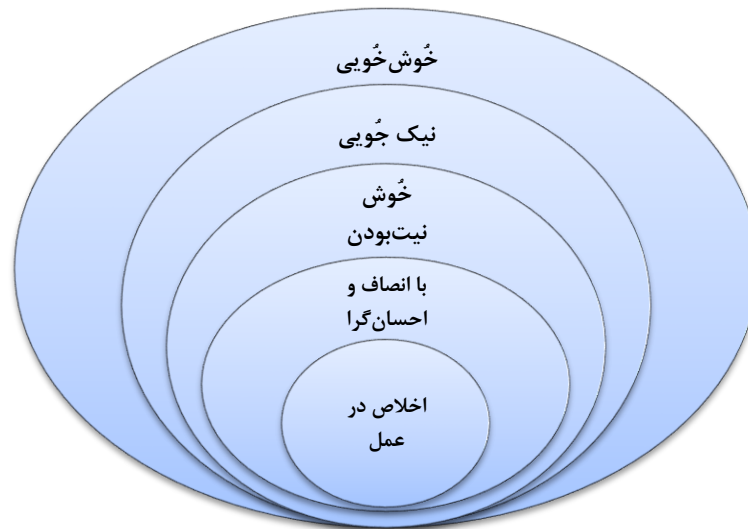 خُوش‌خُویی
نیک جُویی
خُوش
نیت‌بودن
با انصاف و
احسان‌گرا
اخلاص در
عمل